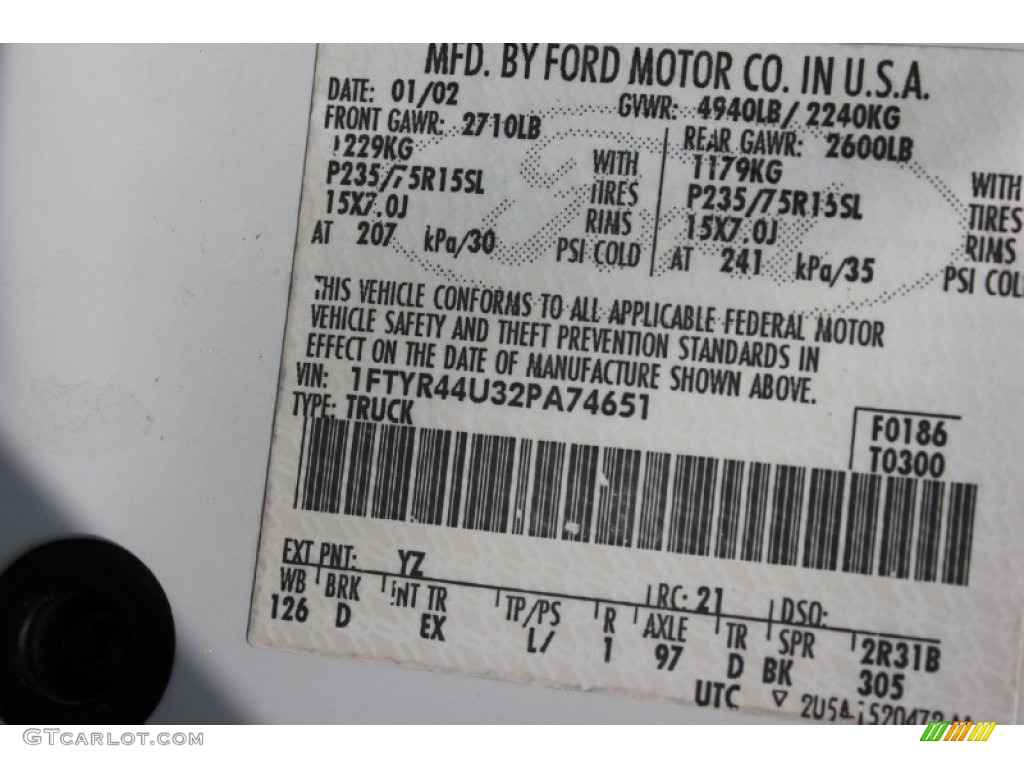 MFD. BY FORD MOTOR CO. IN U.S.A.
DATE: 01/02 GVWR: 4940LB/ 2240KG
FRONT GAWR: 2710LB REAR GAWR: 2600LB
1229KG WITH 1179KG WITH
P235/75R15SL TIRES P235/75R15SL TIRES
15X7.0J RIMS 15X7.0J RIMS
AT 207 kPa/30 PSI COLD AT 241 kPa/35 PSI COL
THIS VEHICLE CONFORMS TO ALL APPLICABLE FEDERAL MOTOR
VEHICLE SAFETY AND THEFT PREVENTION STANDARDS IN
EFFECT ON THE DATE OF MANUFACTURE SHOWN ABOVE.
VIN: 1FTYR44U32PA74651
TYPE: TRUCK
F0186
T0300
EXT PNT: YZ RC: 21 DSO:
WB BRK INT TR TP/PS R AXLE TR SPR 2R31B
126 D EX L/ 1 97 D BK 305
UTC ▽
GTcarlot.com